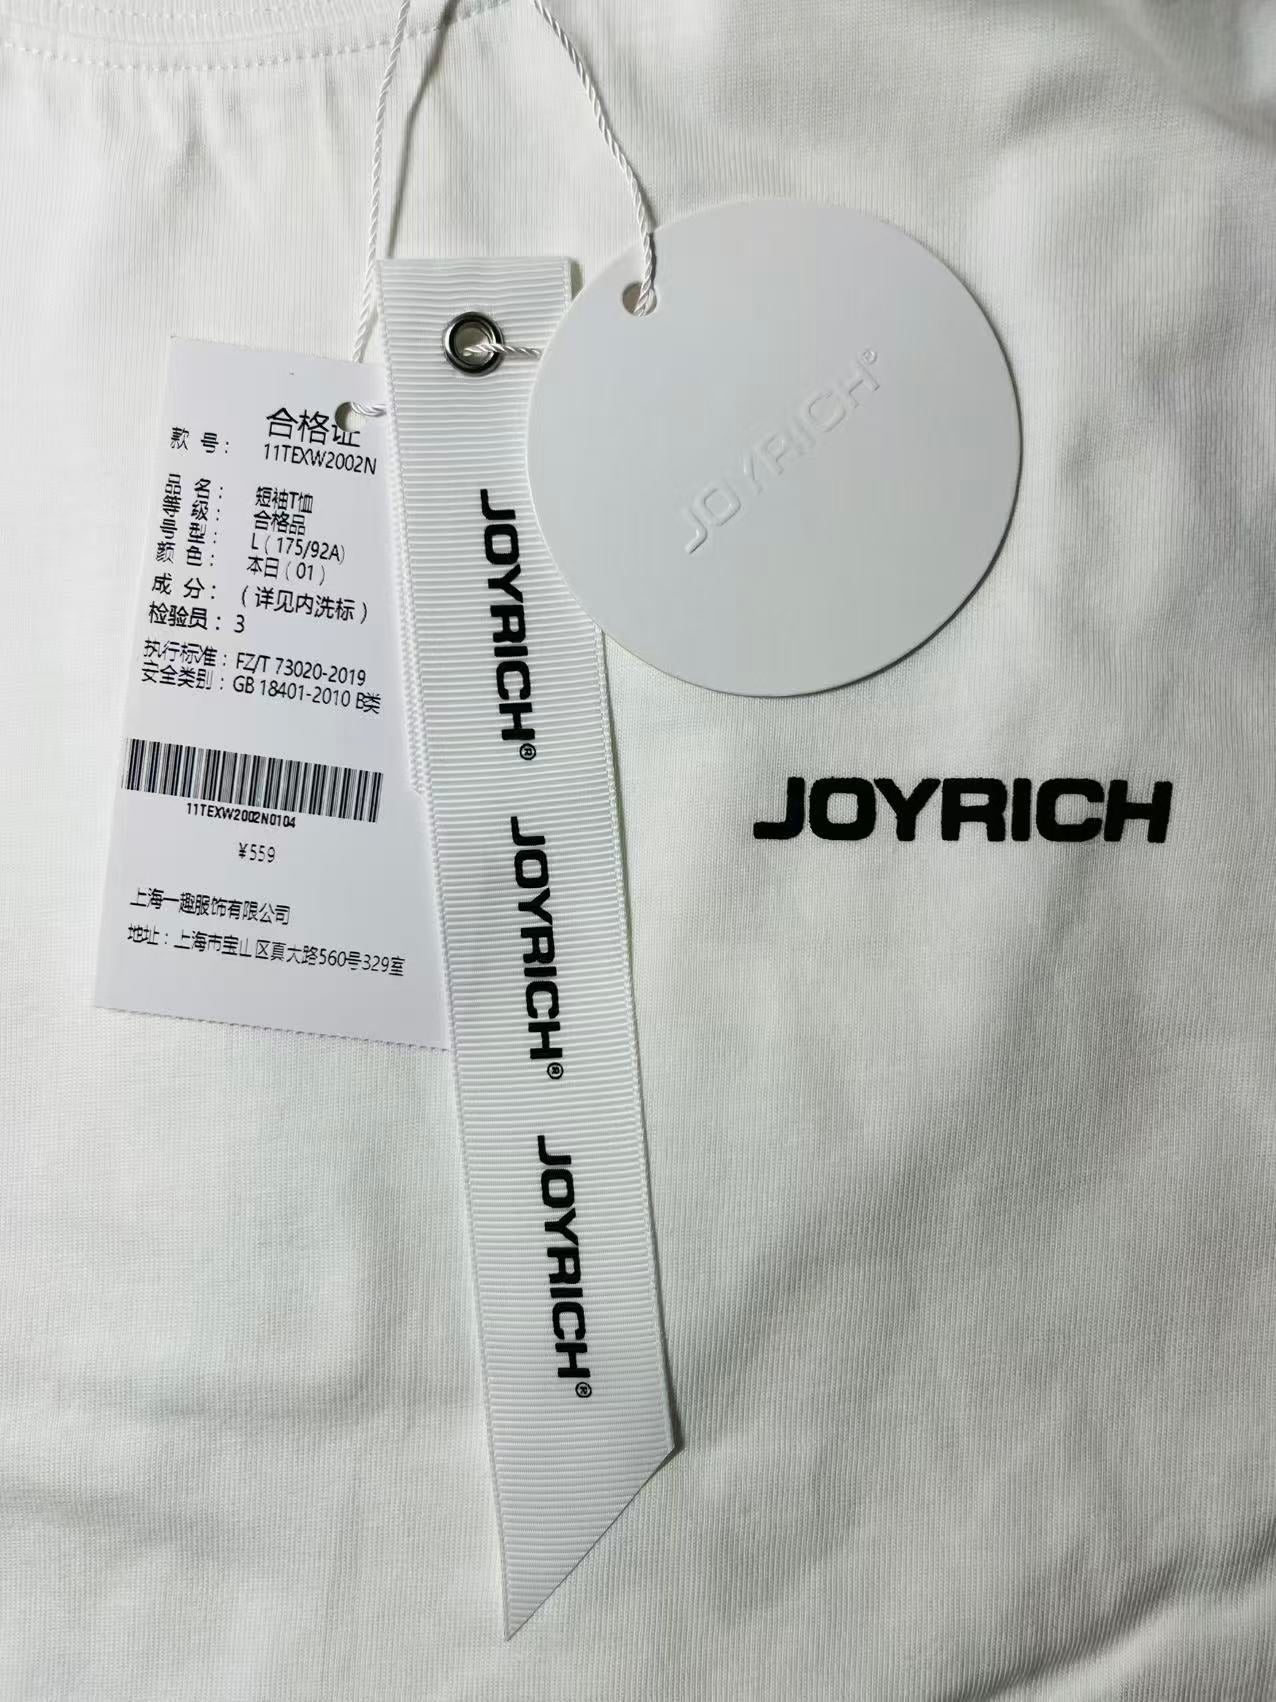 合格证
款号：11TEXW2002N
品名：短袖T恤
等级：合格品
号型：L（175/92A）
颜色：本白（01）
成分：（详见内洗标）
检验员：3
执行标准：FZ/T 73020-2019
安全类别：GB 18401-2010 B类
11TEXW2002N0104
¥559
上海一趣服饰有限公司
地址：上海市宝山区真大路560号329室
JOYRICH®
JOYRICH®
JOYRICH®
JOYRICH®
JOYRICH